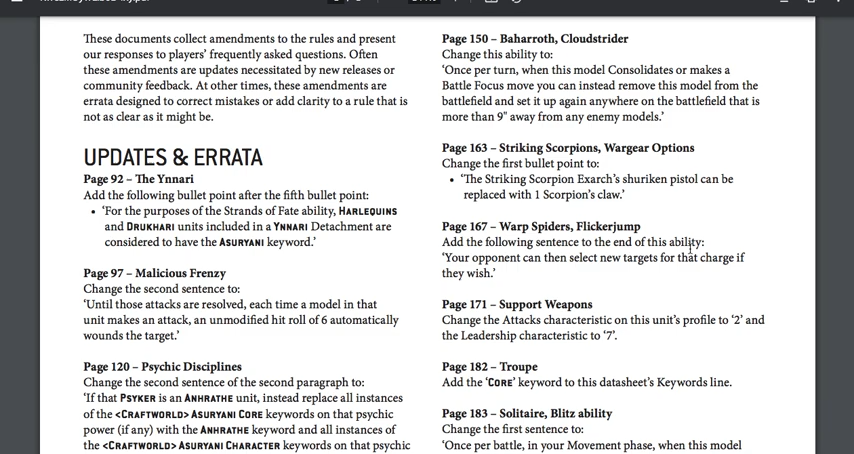 These documents collect amendments to the rules and present
our responses to players’ frequently asked questions. Often
these amendments are updates necessitated by new releases or
community feedback. At other times, these amendments are
errata designed to correct mistakes or add clarity to a rule that is
not as clear as it might be.
UPDATES & ERRATA
Page 92 – The Ynnari
Add the following bullet point after the fifth bullet point:
• ‘For the purposes of the Strands of Fate ability, HARLEQUINS
and DRUKHARI units included in a YNNARI Detachment are
considered to have the ASURYANI keyword.’
Page 97 – Malicious Frenzy
Change the second sentence to:
‘Until those attacks are resolved, each time a model in that
unit makes an attack, an unmodified hit roll of 6 automatically
wounds the target.’
Page 120 – Psychic Disciplines
Change the second sentence of the second paragraph to:
‘If that PSYKER is an ANHRATHE unit, instead replace all instances
of the <CRAFTWORLD> ASURYANI CORE keywords on that psychic
power (if any) with the ANHRATHE keyword and all instances of
the <CRAFTWORLD> ASURYANI CHARACTER keywords on that psychic
Page 150 – Baharroth, Cloudstrider
Change this ability to:
‘Once per turn, when this model Consolidates or makes a
Battle Focus move you can instead remove this model from the
battlefield and set it up again anywhere on the battlefield that is
more than 9" away from any enemy models.’
Page 163 – Striking Scorpions, Wargear Options
Change the first bullet point to:
• ‘The Striking Scorpion Exarch’s shuriken pistol can be
replaced with 1 Scorpion’s claw.’
Page 167 – Warp Spiders, Flickerjump
Add the following sentence to the end of this ability:
‘Your opponent can then select new targets for that charge if
they wish.’
Page 171 – Support Weapons
Change the Attacks characteristic on this unit’s profile to ‘2’ and
the Leadership characteristic to ‘7’.
Page 182 – Troupe
Add the ‘CORE’ keyword to this datasheet’s Keywords line.
Page 183 – Solitaire, Blitz ability
Change the first sentence to:
‘Once per battle, in your Movement phase, when this model